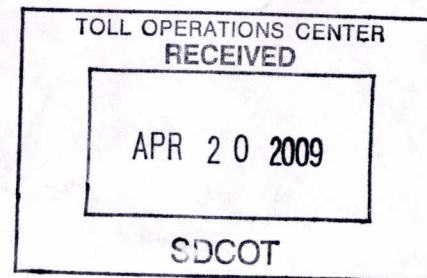 TOLL OPERATIONS CENTER
RECEIVED
APR 20 2009
SDCOT